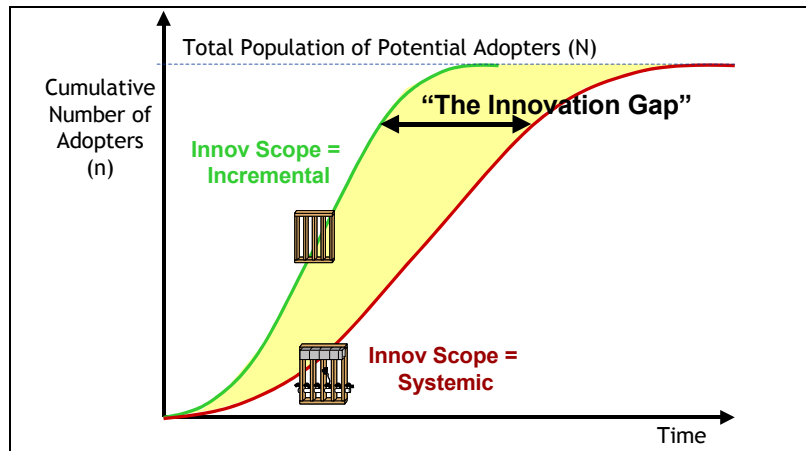 Total Population of Potential Adopters (N)
Cumulative
Number of
Adopters
(n)
“The Innovation Gap”
Innov Scope =
Incremental
Innov Scope =
Systemic
Time